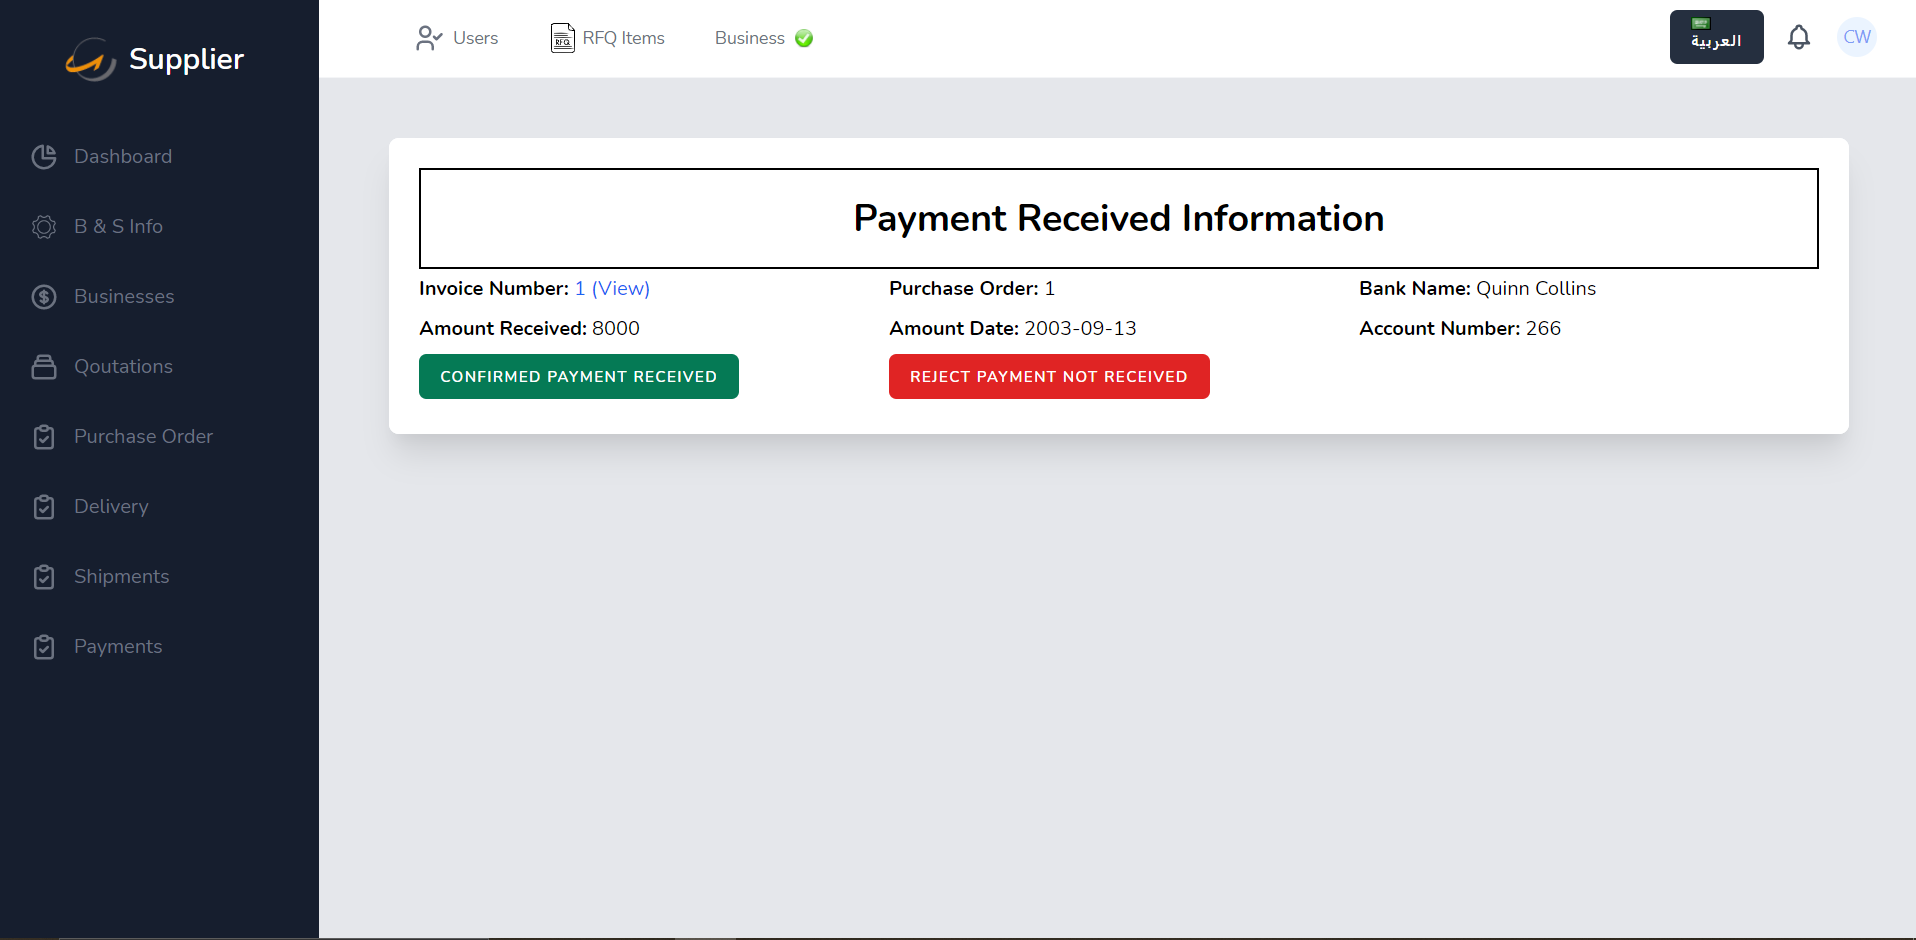 Supplier
Dashboard
B & S Info
Businesses
Qoutations
Purchase Order
Delivery
Shipments
Payments
Users
RFQ
RFQ Items
Business
العربية
CW
Payment Received Information
Invoice Number: 1 (View)
Purchase Order: 1
Bank Name: Quinn Collins
Amount Received: 8000
Amount Date: 2003-09-13
Account Number: 266
CONFIRMED PAYMENT RECEIVED
REJECT PAYMENT NOT RECEIVED